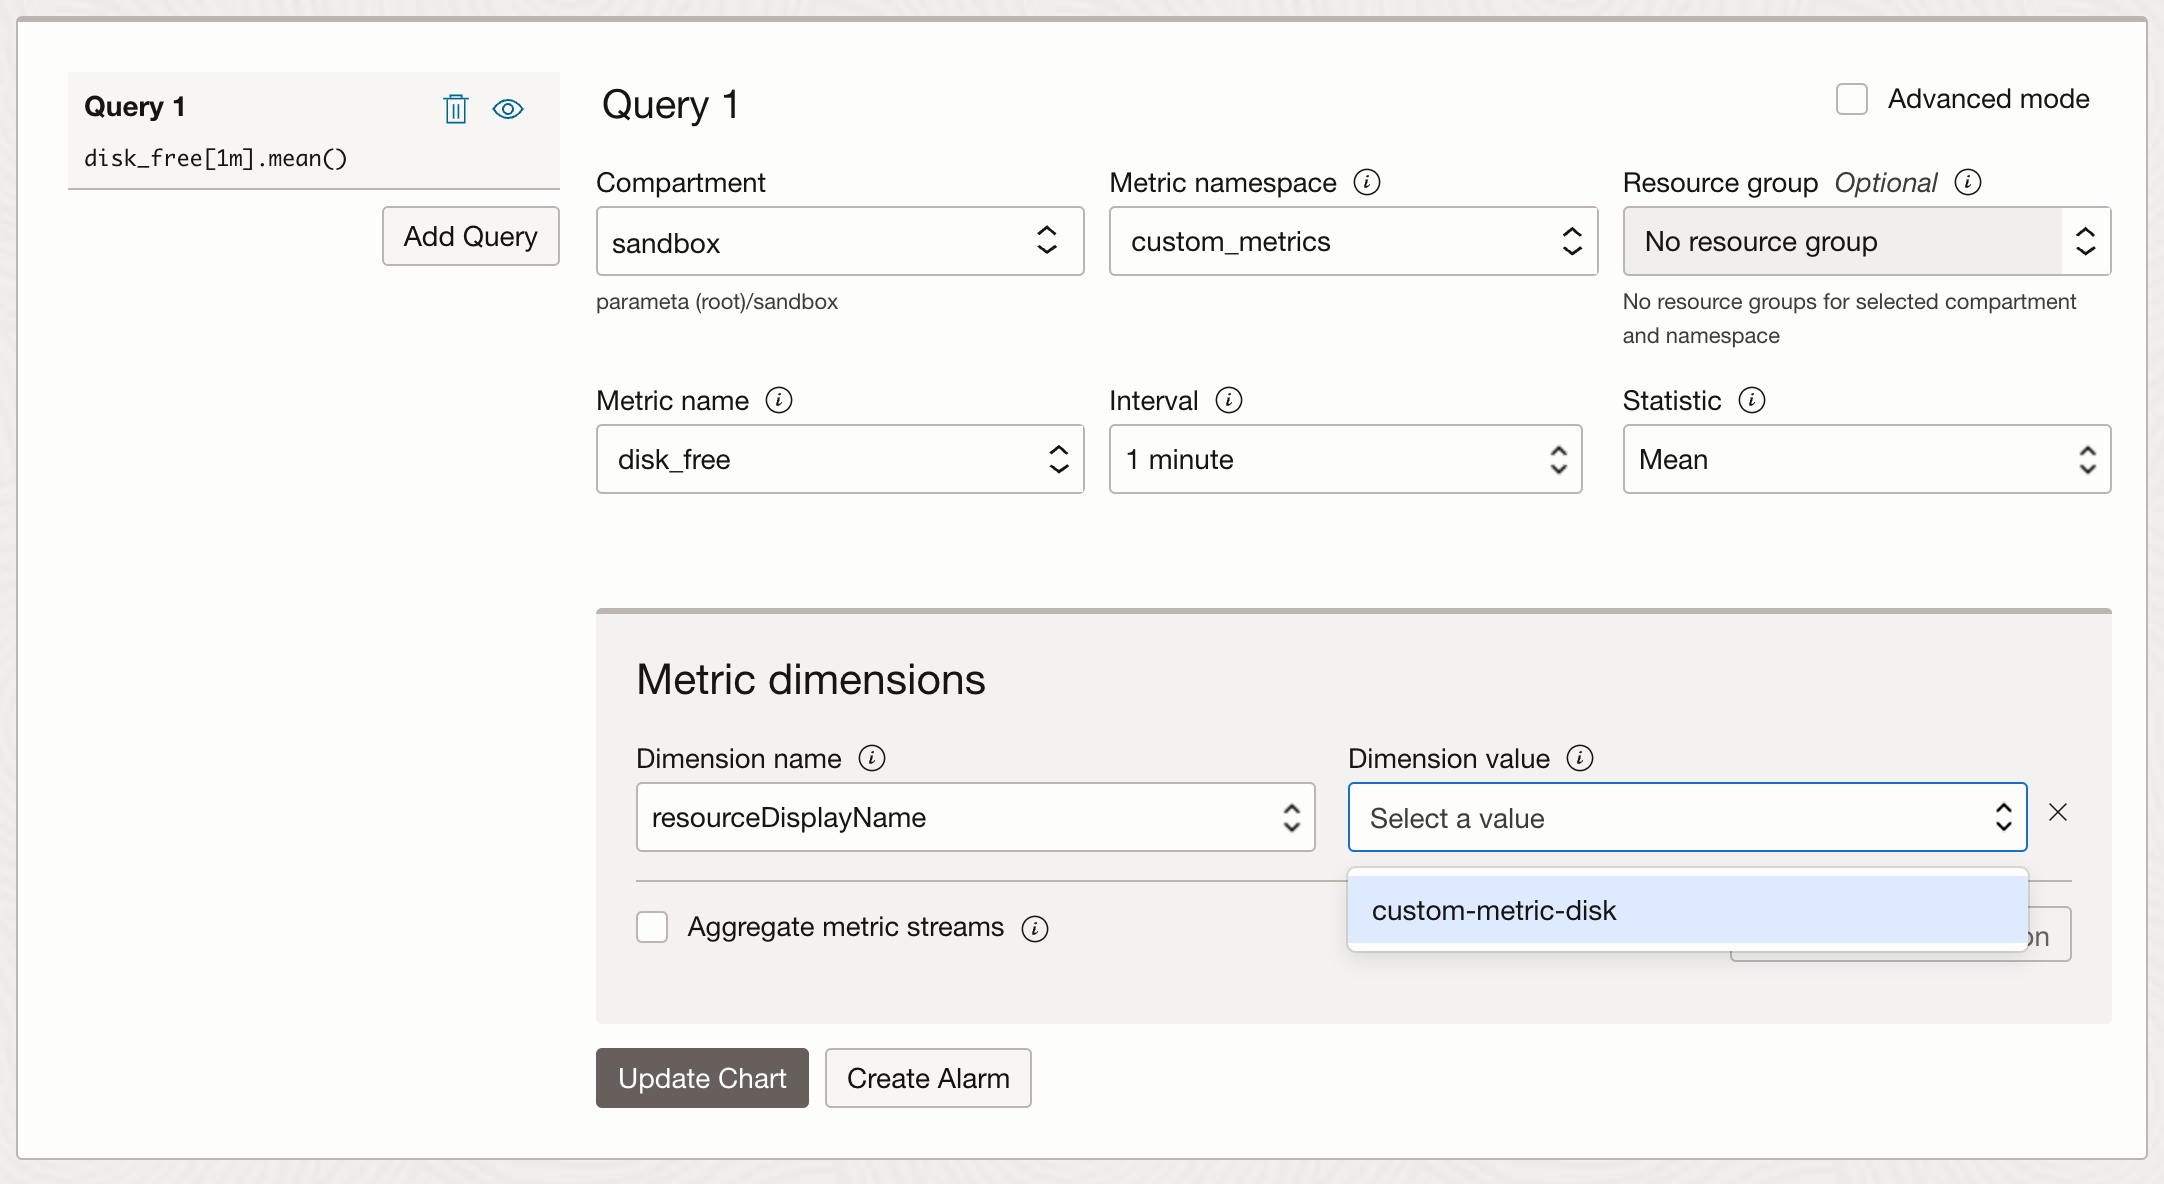 Query 1
disk_free[1m].mean()
Add Query
Query 1
Advanced mode
Compartment
sandbox
parameta (root)/sandbox
Metric namespace
custom_metrics
Resource group Optional
No resource group
No resource groups for selected compartment
and namespace
Metric name
disk_free
Interval
1 minute
Statistic
Mean
Metric dimensions
Dimension name
resourceDisplayName
Dimension value
Select a value
custom-metric-disk
Aggregate metric streams
Update Chart
Create Alarm